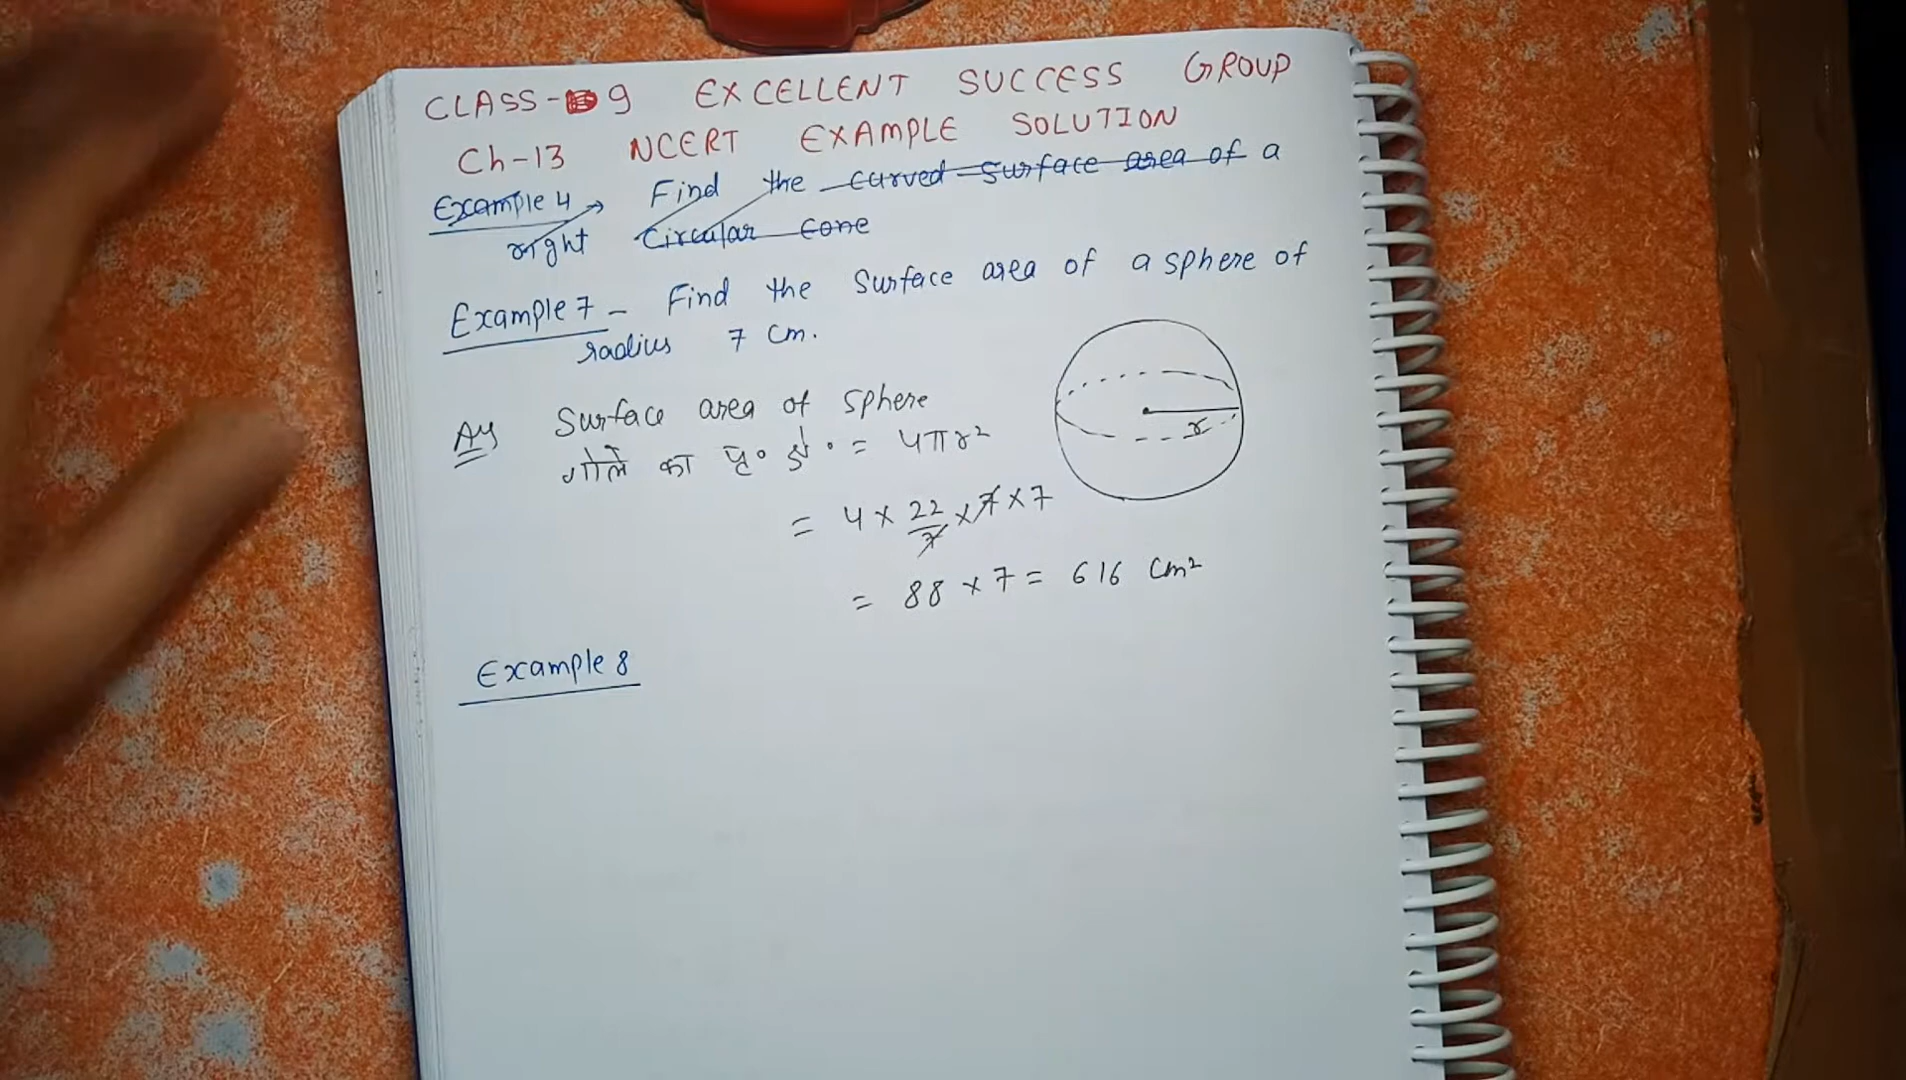 CLASS-9 EXCELLENT SUCCESS GROUP
Ch-13 NCERT EXAMPLE SOLUTION
Example 4 → Find the curved surface area of a
right Circular Cone
Example 7 - Find the Surface area of a sphere of
radius 7 cm.
Surface area of sphere
गोले का पृ० क्षे० = 4πr²
r
= 4 × 22/7 × 7 × 7
= 88 × 7 = 616 cm²
Example 8